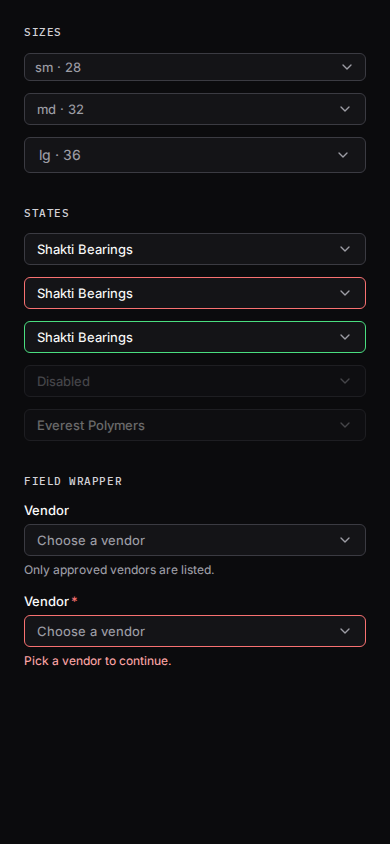 SIZES
sm · 28
md · 32
lg · 36
STATES
Shakti Bearings
Shakti Bearings
Shakti Bearings
Disabled
Everest Polymers
FIELD WRAPPER
Vendor
Choose a vendor
Only approved vendors are listed.
Vendor *
Choose a vendor
Pick a vendor to continue.